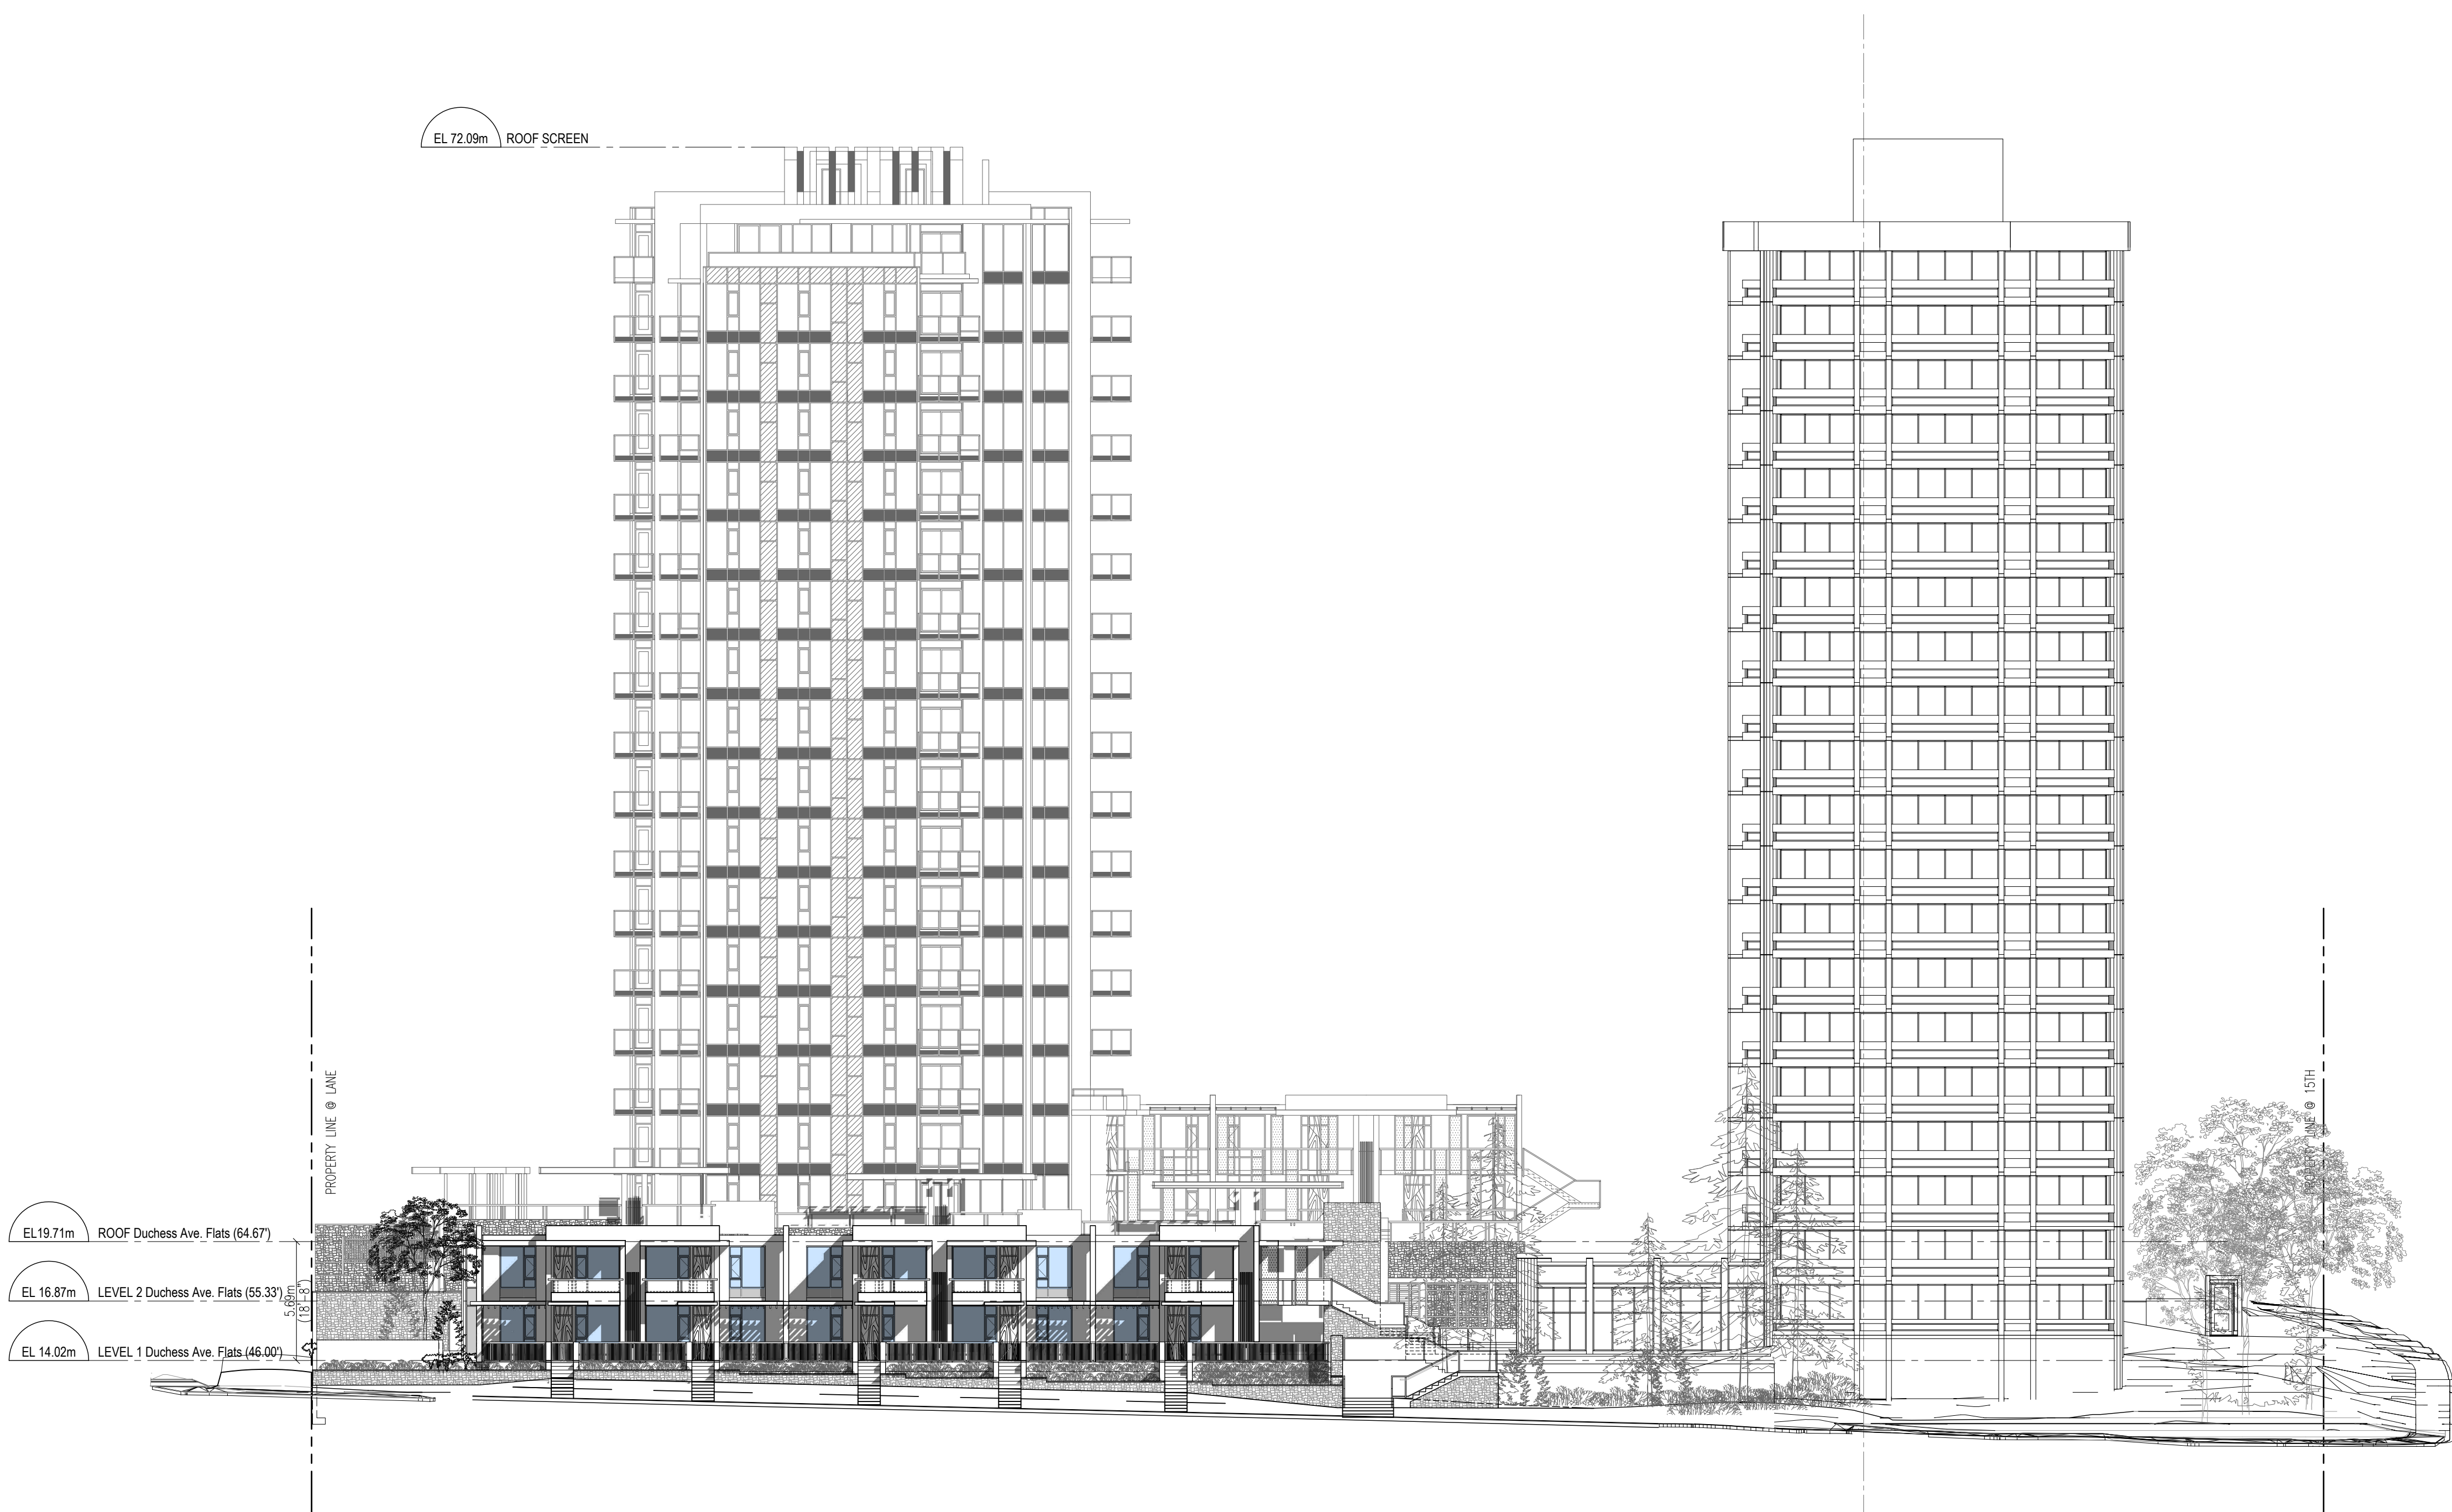 EL 72.09m ROOF SCREEN
PROPERTY LINE @ LANE
PROPERTY LINE @ 15TH
EL19.71m ROOF Duchess Ave. Flats (64.67')
EL 16.87m LEVEL 2 Duchess Ave. Flats (55.33')
5.69m
(18'-8")
EL 14.02m LEVEL 1 Duchess Ave. Flats (46.00')